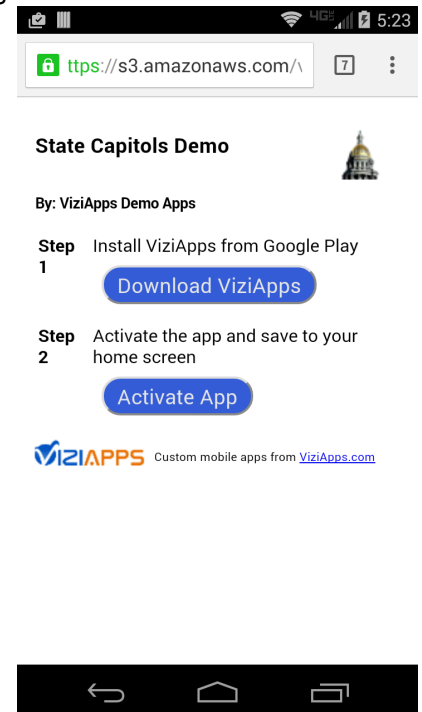 4G 5:23
ttps://s3.amazonaws.com/v 7
State Capitols Demo
By: ViziApps Demo Apps
Step Install ViziApps from Google Play
1
Download ViziApps
Step Activate the app and save to your
2 home screen
Activate App
VIZIAPPS Custom mobile apps from ViziApps.com